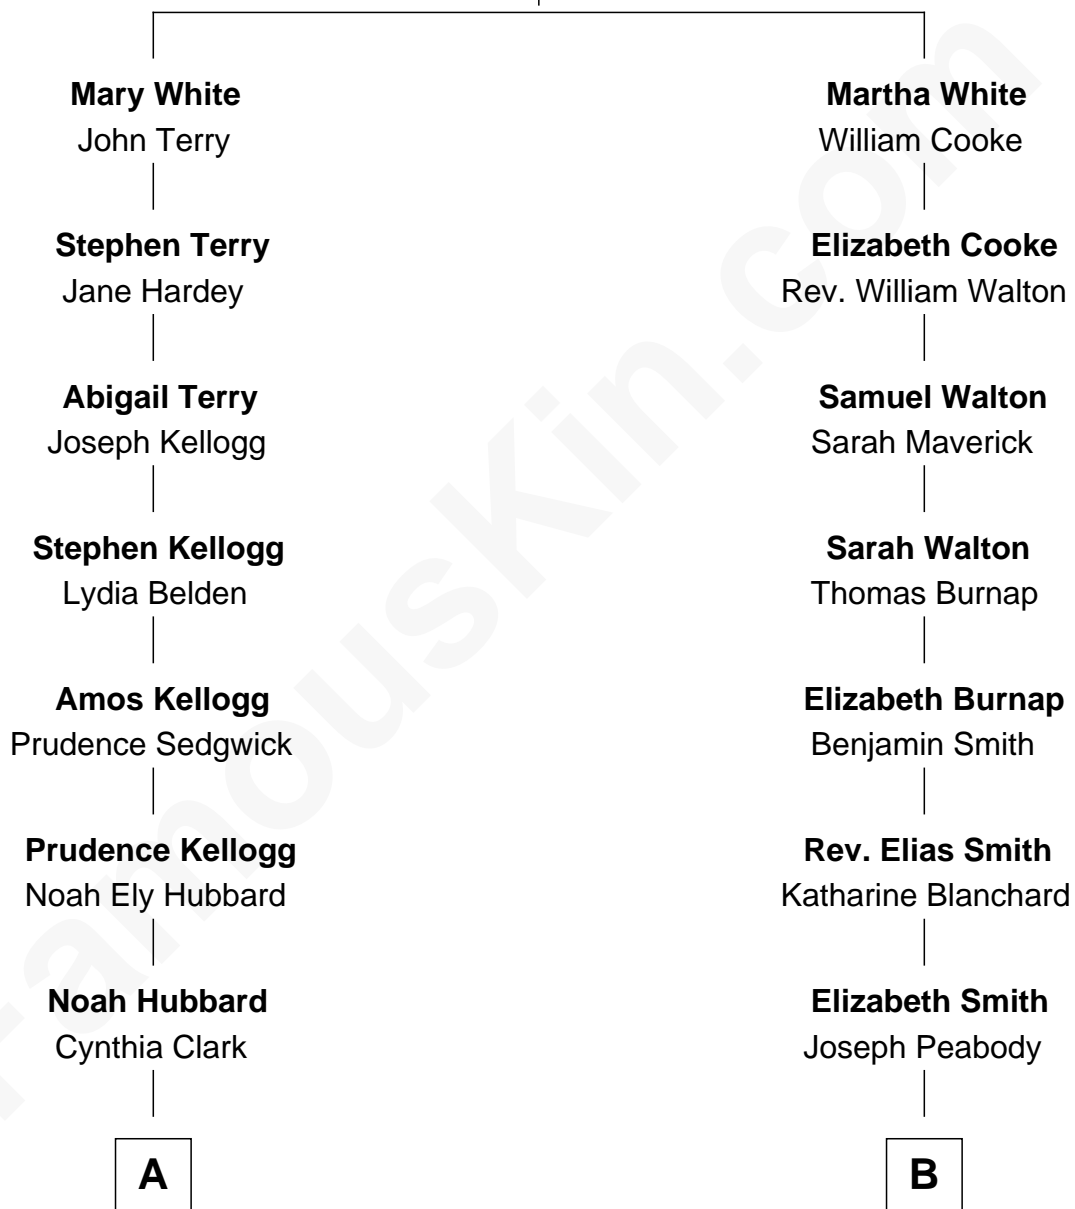 Mary White
John Terry
Stephen Terry
Jane Hardey
Abigail Terry
Joseph Kellogg
Stephen Kellogg
Lydia Belden
Amos Kellogg
Prudence Sedgwick
Prudence Kellogg
Noah Ely Hubbard
Noah Hubbard
Cynthia Clark
A
Martha White
William Cooke
Elizabeth Cooke
Rev. William Walton
Samuel Walton
Sarah Maverick
Sarah Walton
Thomas Burnap
Elizabeth Burnap
Benjamin Smith
Rev. Elias Smith
Katharine Blanchard
Elizabeth Smith
Joseph Peabody
B
FamousKin.com